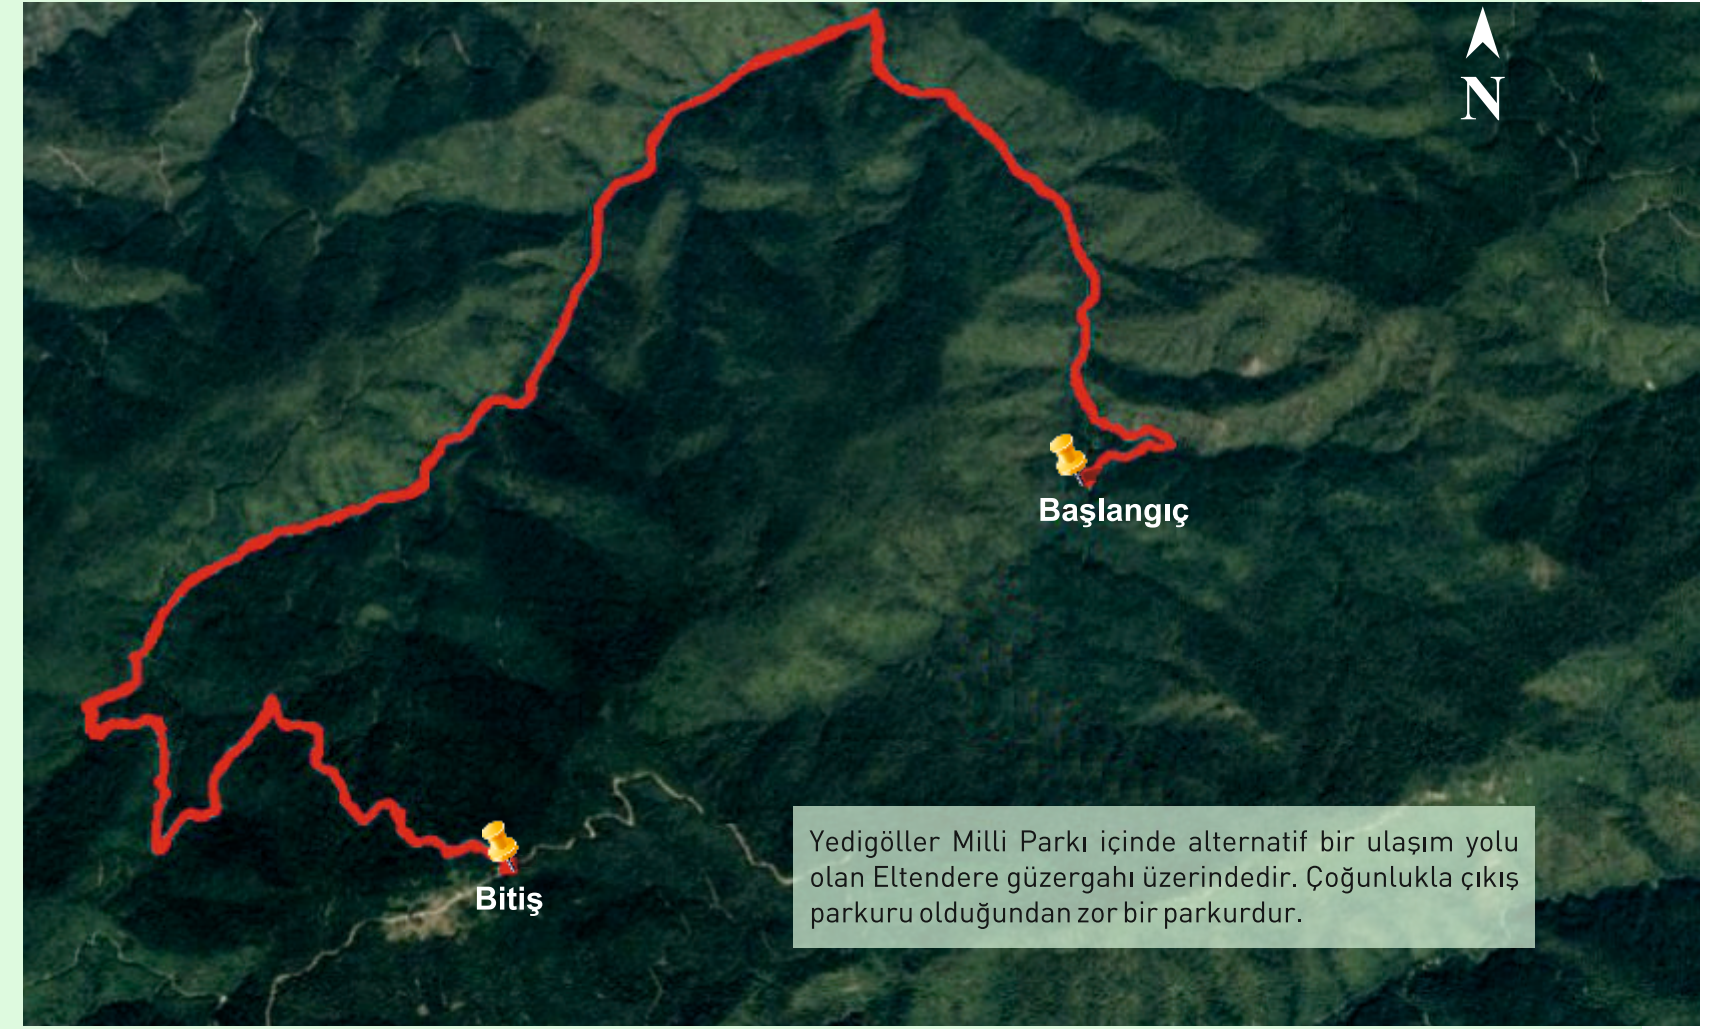 N
Başlangıç
Yedigöller Milli Parkı içinde alternatif bir ulaşım yolu
olan Eltendere güzergahı üzerindedir. Çoğunlukla çıkış
parkuru olduğundan zor bir parkurdur.
Bitiş